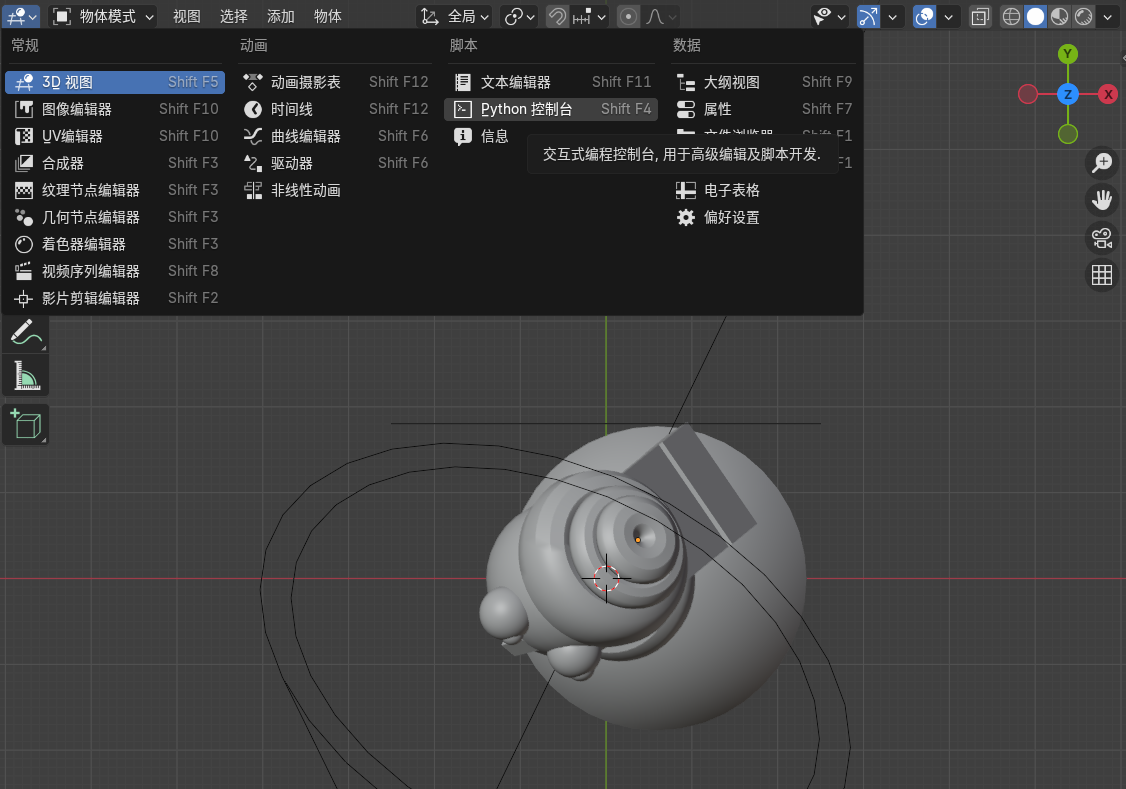 物体模式 视图 选择 添加 物体 全局
常规
3D 视图 Shift F5
图像编辑器 Shift F10
UV编辑器 Shift F10
合成器 Shift F3
纹理节点编辑器 Shift F3
几何节点编辑器 Shift F3
着色器编辑器 Shift F3
视频序列编辑器 Shift F8
影片剪辑编辑器 Shift F2
动画
动画摄影表 Shift F12
时间线 Shift F12
曲线编辑器 Shift F6
驱动器 Shift F6
非线性动画
脚本
文本编辑器 Shift F11
Python 控制台 Shift F4
信息
交互式编程控制台, 用于高级编辑及脚本开发.
数据
大纲视图 Shift F9
属性 Shift F7
文件浏览器 Shift F1
F1
电子表格
偏好设置
Y
Z
X